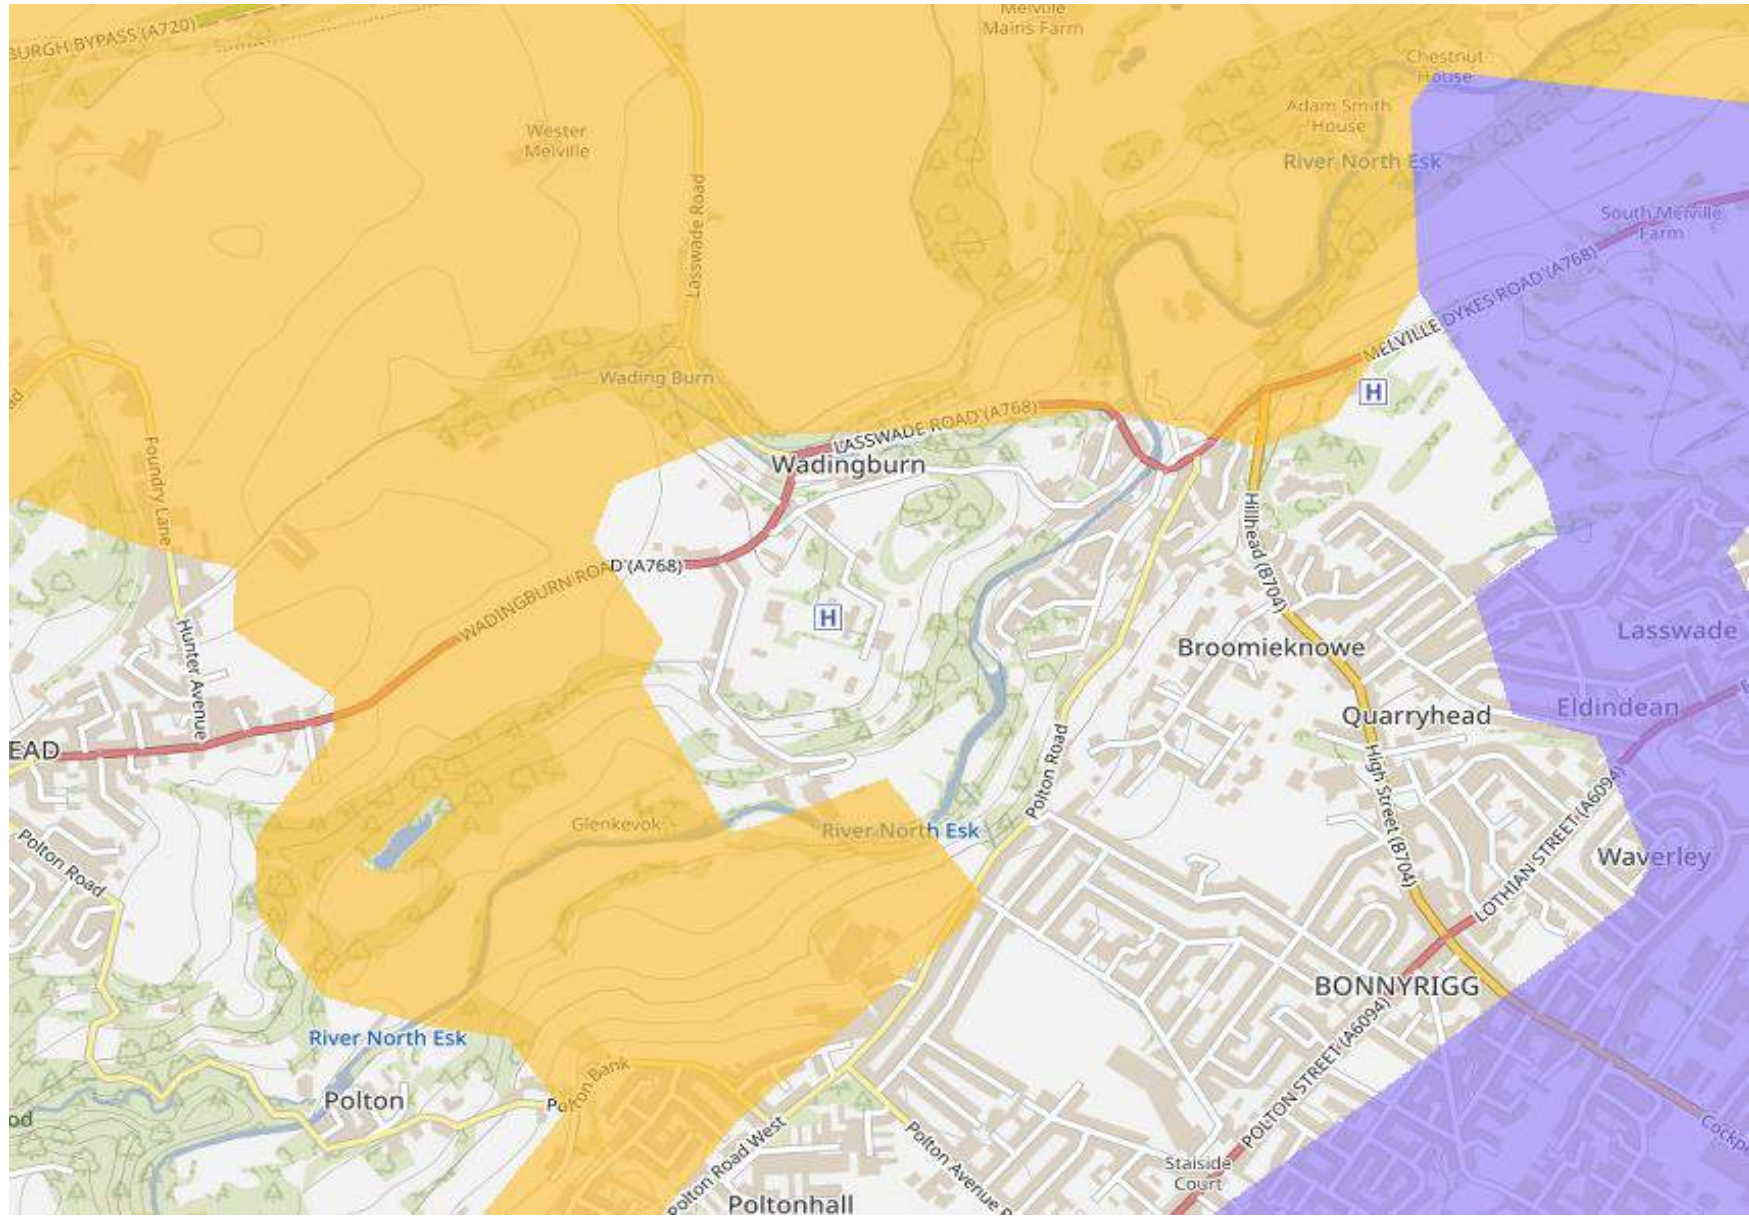 BURGH BYPASS (A720)
Melville
Mains Farm
Chestnut
House
Adam Smith
House
River North Esk
Wester
Melville
Lasswade Road
South Melville
Farm
MELVILLE DYKES ROAD (A768)
Wading Burn
ad
H
LASSWADE ROAD (A768)
Wadingburn
Foundry Lane
Hillhead (B704)
WADINGBURN ROAD (A768)
H
Hunter Avenue
Broomieknowe
Lasswade
Eldindean
Quarryhead
EAD
Polton Road
High Street (B704)
LOTHIAN STREET (A6094)
Glenkevok
River North Esk
Waverley
Polton Road
BONNYRIGG
River North Esk
POLTON STREET (A6094)
Polton Bank
Polton
od
Cockp
Polton Road West
Polton Avenue R
Stalside
Court
Poltonhall